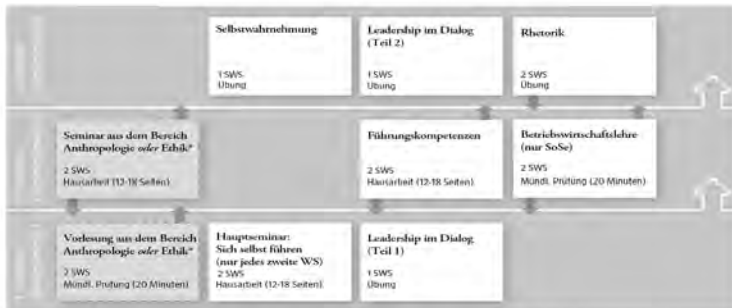 Selbstwahrnehmung
1 SWS
Übung
Leadership im Dialog
(Teil 2)
1 SWS
Übung
Rhetorik
2 SWS
Übung
Seminar aus dem Bereich
Anthropologie oder Ethik*
2 SWS
Hausarbeit (12-18 Seiten)
Führungskompetenzen
2 SWS
Hausarbeit (12-18 Seiten)
Betriebswirtschaftslehre
(nur SoSe)
2 SWS
Mündl. Prüfung (20 Minuten)
Vorlesung aus dem Bereich
Anthropologie oder Ethik*
2 SWS
Mündl. Prüfung (20 Minuten)
Hauptseminar:
Sich selbst führen
(nur jedes zweite WS)
2 SWS
Hausarbeit (12-18 Seiten)
Leadership im Dialog
(Teil 1)
1 SWS
Übung